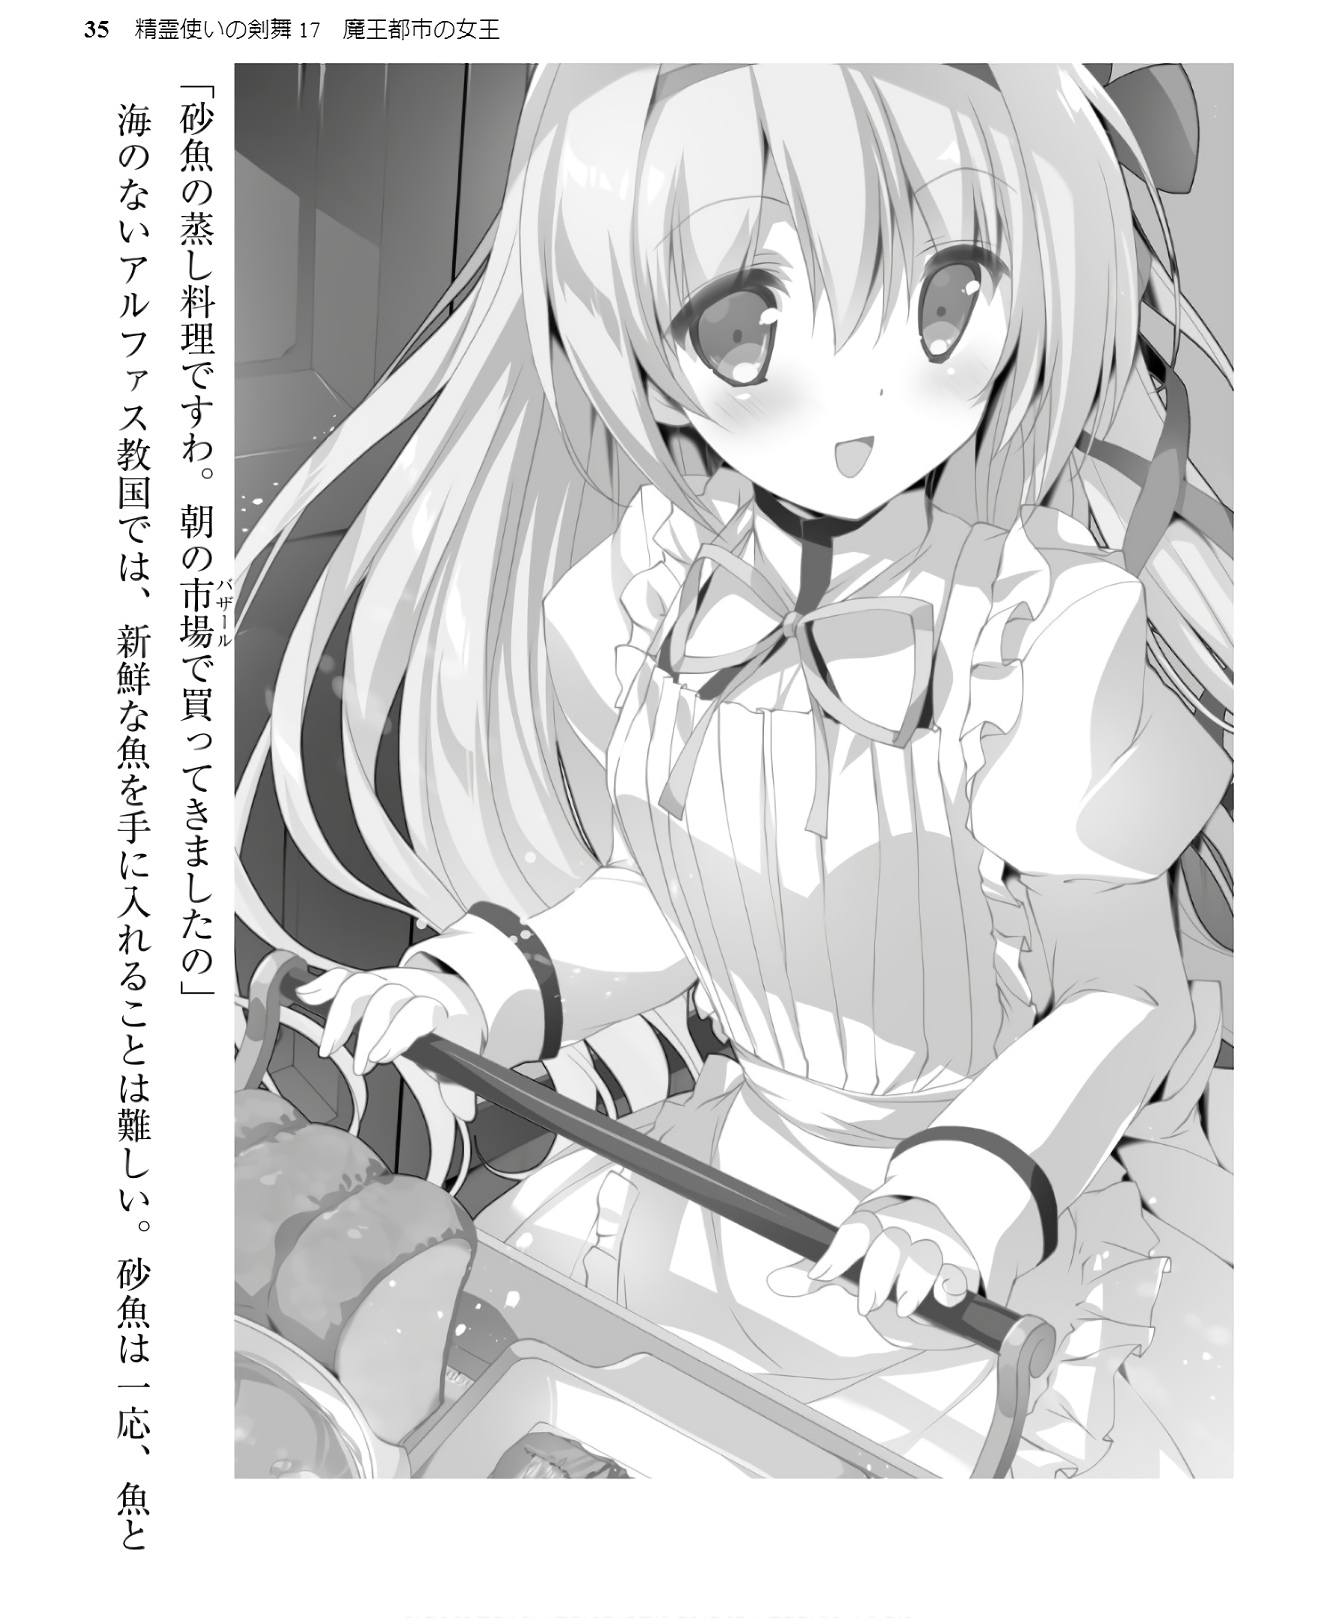 35 精霊使いの剣舞17 魔王都市の女王
「砂魚の蒸し料理ですわ。朝の市場で買ってきましたの」
バザール
海のないアルファス教国では、新鮮な魚を手に入れることは難しい。砂魚は一応、魚と